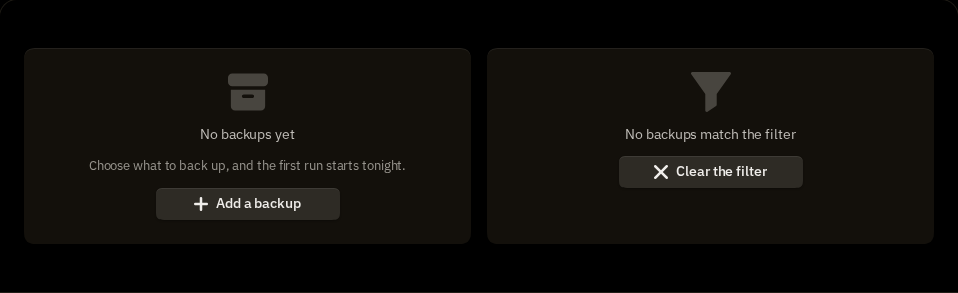 No backups yet
Choose what to back up, and the first run starts tonight.
Add a backup
No backups match the filter
Clear the filter